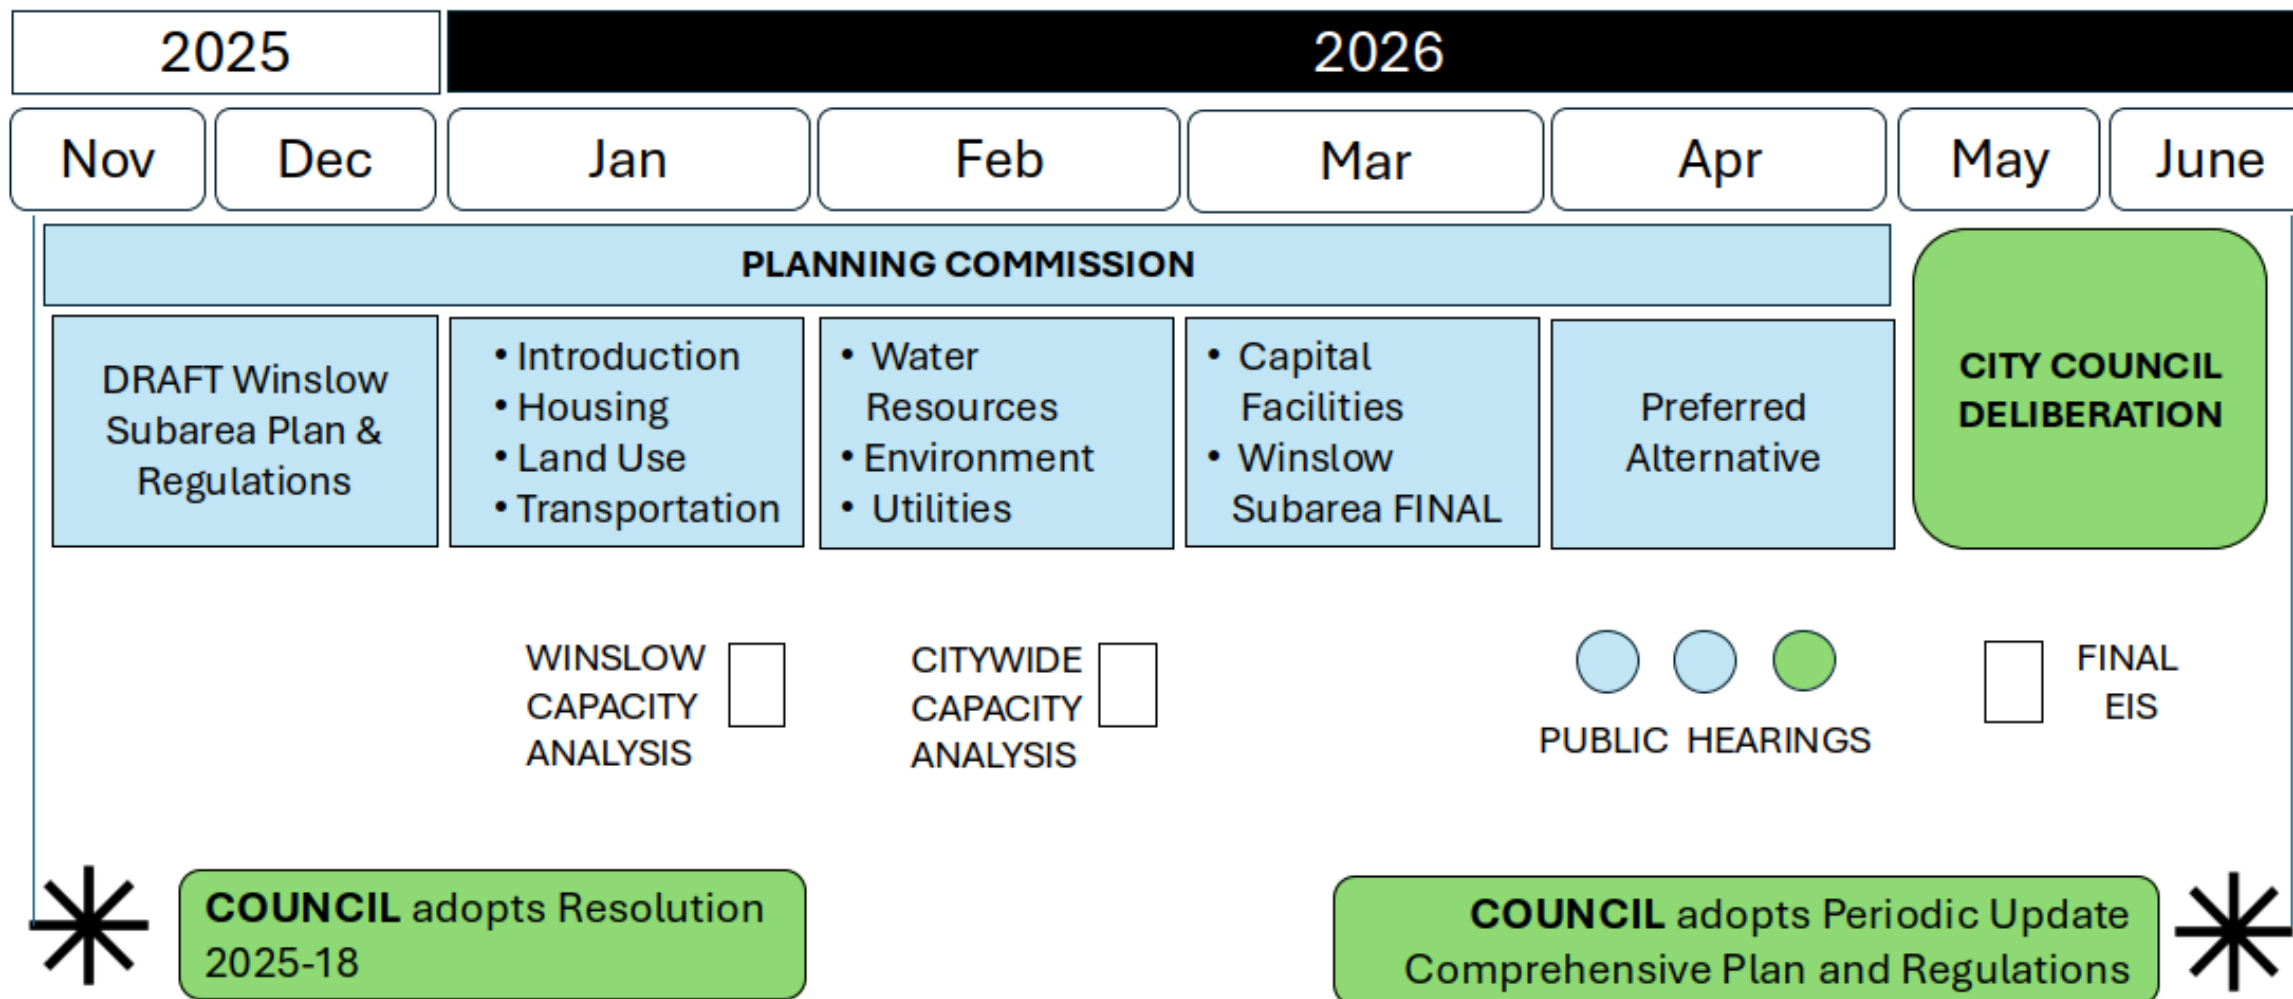 2025
2026
Nov
Dec
Jan
Feb
Mar
Apr
May
June
PLANNING COMMISSION
DRAFT Winslow
Subarea Plan &
Regulations
• Introduction
• Housing
• Land Use
• Transportation
• Water
Resources
• Environment
• Utilities
• Capital
Facilities
• Winslow
Subarea FINAL
Preferred
Alternative
CITY COUNCIL
DELIBERATION
WINSLOW
CAPACITY
ANALYSIS
CITYWIDE
CAPACITY
ANALYSIS
PUBLIC HEARINGS
FINAL
EIS
COUNCIL adopts Resolution
2025-18
COUNCIL adopts Periodic Update
Comprehensive Plan and Regulations